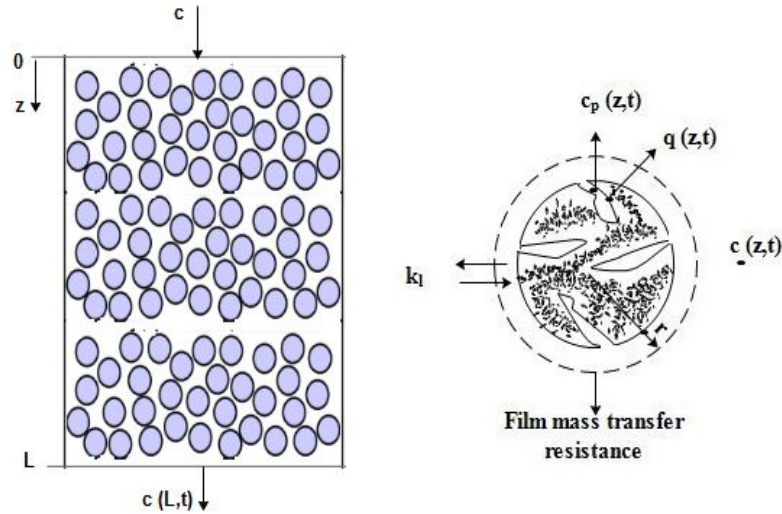 c
0
z
L
c (L,t)
cp (z,t)
q (z,t)
c (z,t)
kl
r
Film mass transfer
resistance